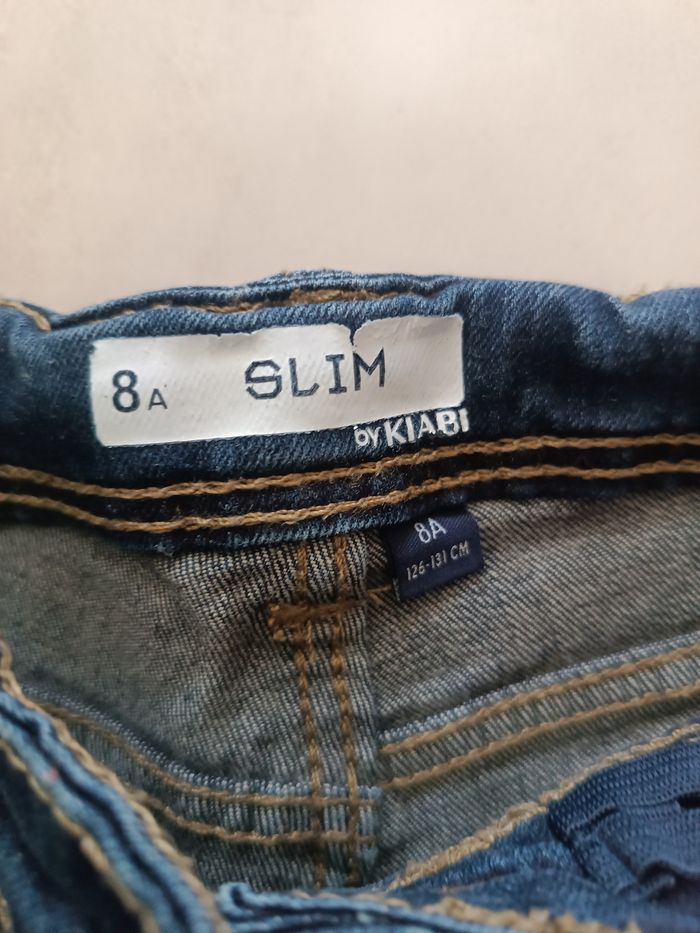 8A SLIM
by KIABI
8A
126-131 CM